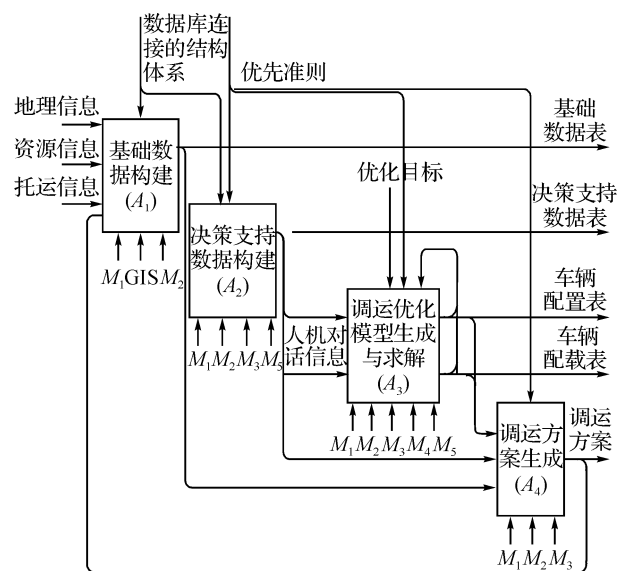 数据库连
接的结构
体系
优先准则
地理信息
资源信息
托运信息
基础数
据构建
(A₁)
基础
数据表
M₁GISM₂
优化目标
决策支持
数据表
决策支持
数据构建
(A₂)
M₁M₂M₃M₅
人机对
话信息
调运优化
模型生成
与求解
(A₃)
车辆
配置表
车辆
配载表
M₁M₂M₃M₄M₅
调运方
案生成
(A₄)
调运
方案
M₁M₂M₃